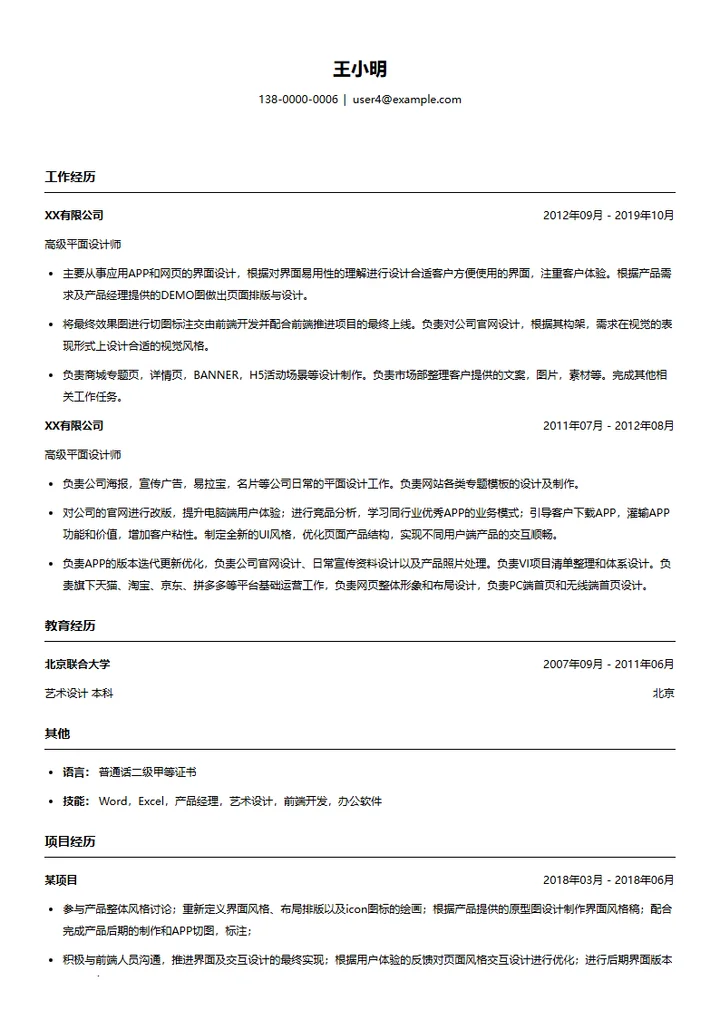 王小明
138-0000-0006 | user4@example.com
工作经历
XX有限公司 2012年09月 - 2019年10月
高级平面设计师
• 主要从事应用APP和网页的界面设计，根据对界面易用性的理解进行设计合适客户方便使用的界面，注重客户体验。根据产品需
求及产品经理提供的DEMO图做出页面排版与设计。
• 将最终效果图进行切图标注交由前端开发并配合前端推进项目的最终上线。负责对公司官网设计，根据其构架，需求在视觉的表
现形式上设计合适的视觉风格。
• 负责商城专题页，详情页，BANNER，H5活动场景等设计制作。负责市场部整理客户提供的文案，图片，素材等。完成其他相
关工作任务。
XX有限公司 2011年07月 - 2012年08月
高级平面设计师
• 负责公司海报，宣传广告，易拉宝，名片等公司日常的平面设计工作。负责网站各类专题模板的设计及制作。
• 对公司的官网进行改版，提升电脑端用户体验；进行竞品分析，学习同行业优秀APP的业务模式；引导客户下载APP，灌输APP
功能和价值，增加客户粘性。制定全新的UI风格，优化页面产品结构，实现不同用户端产品的交互顺畅。
• 负责APP的版本迭代更新优化，负责公司官网设计、日常宣传资料设计以及产品照片处理。负责VI项目清单整理和体系设计。负
责旗下天猫、淘宝、京东、拼多多等平台基础运营工作，负责网页整体形象和布局设计，负责PC端首页和无线端首页设计。
教育经历
北京联合大学 2007年09月 - 2011年06月
艺术设计 本科 北京
其他
• 语言： 普通话二级甲等证书
• 技能： Word，Excel，产品经理，艺术设计，前端开发，办公软件
项目经历
某项目 2018年03月 - 2018年06月
• 参与产品整体风格讨论；重新定义界面风格、布局排版以及icon图标的绘画；根据产品提供的原型图设计制作界面风格稿；配合
完成产品后期的制作和APP切图，标注；
• 积极与前端人员沟通，推进界面及交互设计的最终实现；根据用户体验的反馈对页面风格交互设计进行优化；进行后期界面版本